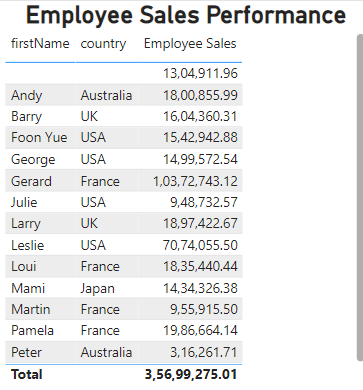 Employee Sales Performance
firstName country Employee Sales
13,04,911.96
Andy Australia 18,00,855.99
Barry UK 16,04,360.31
Foon Yue USA 15,42,942.88
George USA 14,99,572.54
Gerard France 1,03,72,743.12
Julie USA 9,48,732.57
Larry UK 18,97,422.67
Leslie USA 70,74,055.50
Loui France 18,35,440.44
Mami Japan 14,34,326.38
Martin France 9,55,915.50
Pamela France 19,86,664.14
Peter Australia 3,16,261.71
Total 3,56,99,275.01